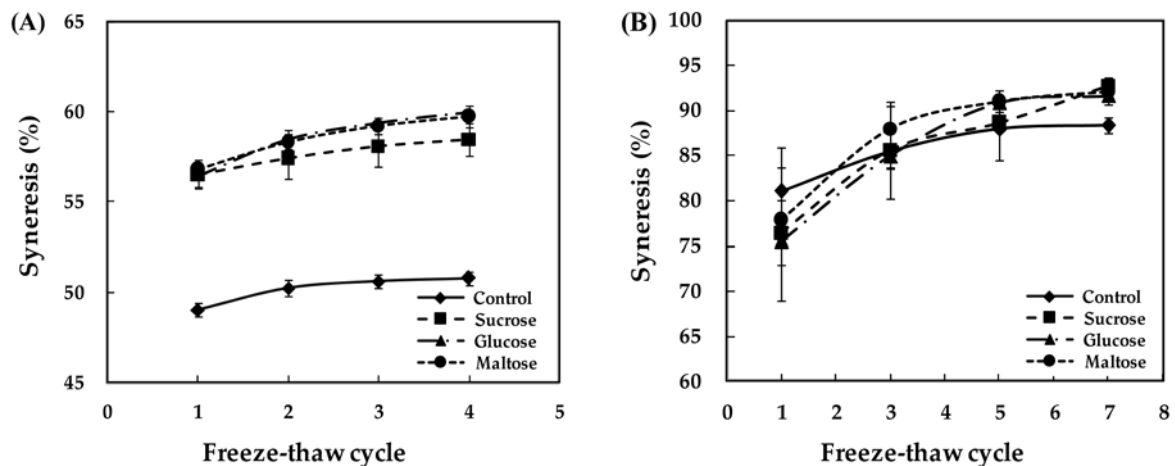 (A)
65
60
55
50
45
Syneresis (%)
0 1 2 3 4 5
Freeze-thaw cycle
Control
Sucrose
Glucose
Maltose
(B)
100
95
90
85
80
75
70
65
60
Syneresis (%)
0 1 2 3 4 5 6 7 8
Freeze-thaw cycle
Control
Sucrose
Glucose
Maltose